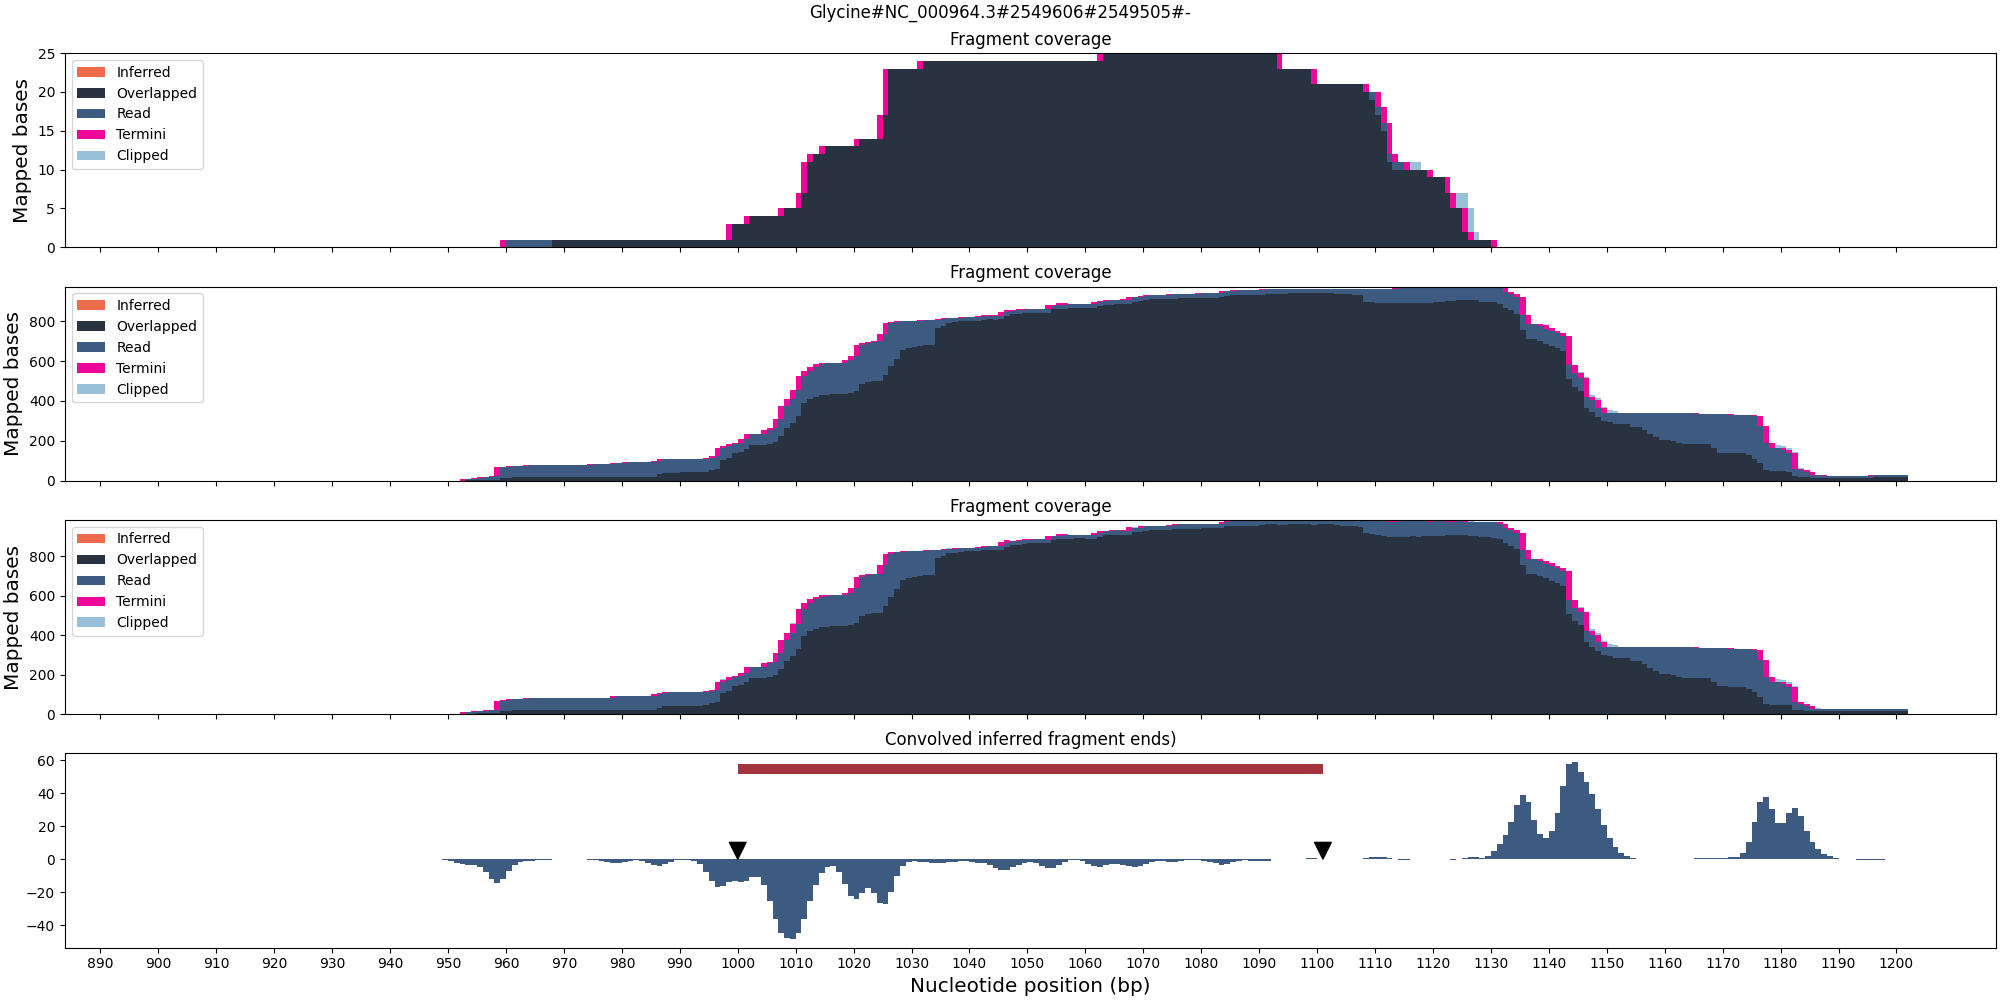 Glycine#NC_000964.3#2549606#2549505#-
Fragment coverage
Mapped bases
25
20
15
10
5
0
Inferred
Overlapped
Read
Termini
Clipped
Fragment coverage
Mapped bases
800
600
400
200
0
Inferred
Overlapped
Read
Termini
Clipped
Fragment coverage
Mapped bases
800
600
400
200
0
Inferred
Overlapped
Read
Termini
Clipped
Convolved inferred fragment ends)
60
40
20
0
−20
−40
890 900 910 920 930 940 950 960 970 980 990 1000 1010 1020 1030 1040 1050 1060 1070 1080 1090 1100 1110 1120 1130 1140 1150 1160 1170 1180 1190 1200
Nucleotide position (bp)